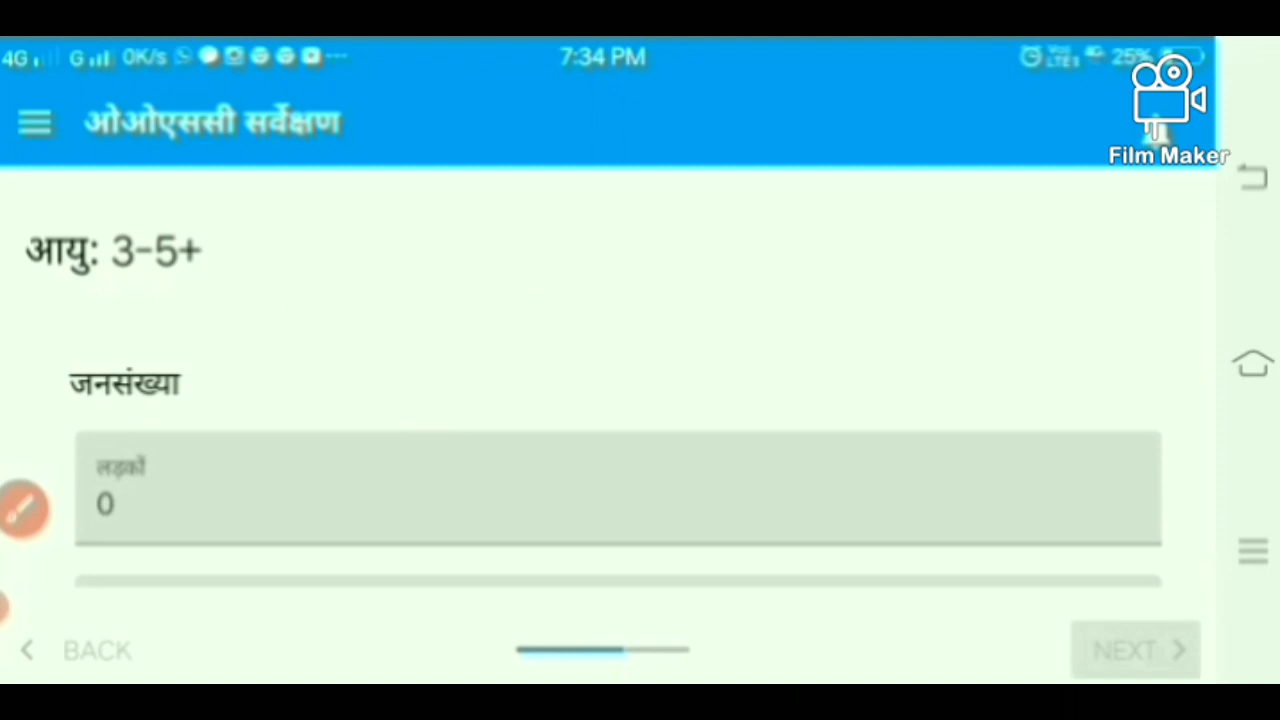 4G G 0K/s 7:34 PM 4G 25%
ओओएससी सर्वेक्षण
Film Maker
आयु: 3-5+
जनसंख्या
लड़कों
0
BACK NEXT